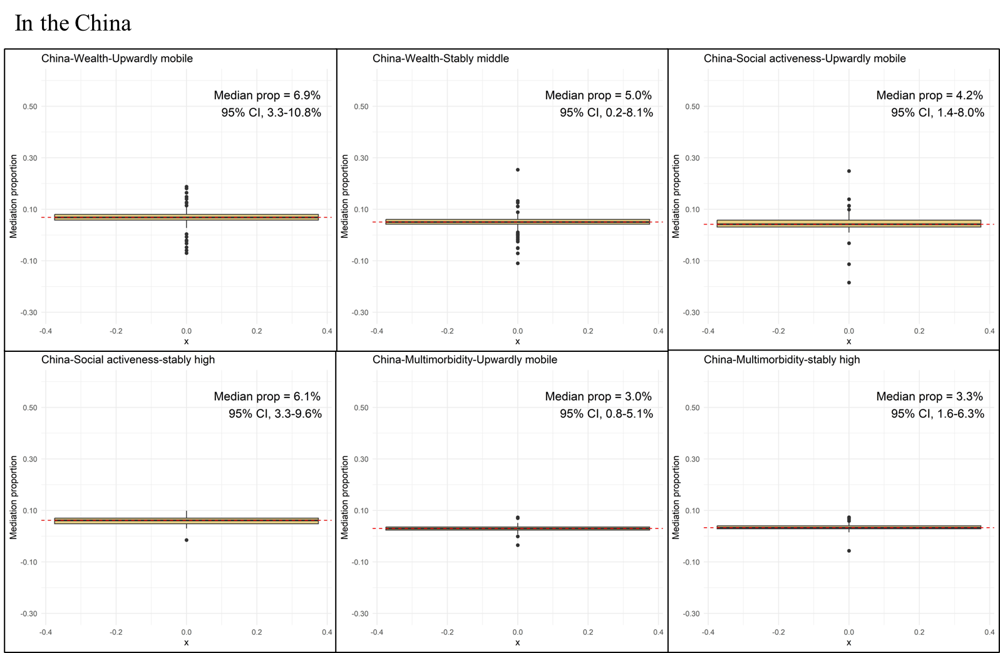 In the China
China-Wealth-Upwardly mobile
Median prop = 6.9%
95% CI, 3.3-10.8%
Mediation proportion
0.50
0.30
0.10
-0.10
-0.30
-0.4 -0.2 0.0 0.2 0.4
x
China-Wealth-Stably middle
Median prop = 5.0%
95% CI, 0.2-8.1%
Mediation proportion
0.50
0.30
0.10
-0.10
-0.30
-0.4 -0.2 0.0 0.2 0.4
x
China-Social activeness-Upwardly mobile
Median prop = 4.2%
95% CI, 1.4-8.0%
Mediation proportion
0.50
0.30
0.10
-0.10
-0.30
-0.4 -0.2 0.0 0.2 0.4
x
China-Social activeness-stably high
Median prop = 6.1%
95% CI, 3.3-9.6%
Mediation proportion
0.50
0.30
0.10
-0.10
-0.30
-0.4 -0.2 0.0 0.2 0.4
x
China-Multimorbidity-Upwardly mobile
Median prop = 3.0%
95% CI, 0.8-5.1%
Mediation proportion
0.50
0.30
0.10
-0.10
-0.30
-0.4 -0.2 0.0 0.2 0.4
x
China-Multimorbidity-stably high
Median prop = 3.3%
95% CI, 1.6-6.3%
Mediation proportion
0.50
0.30
0.10
-0.10
-0.30
-0.4 -0.2 0.0 0.2 0.4
x